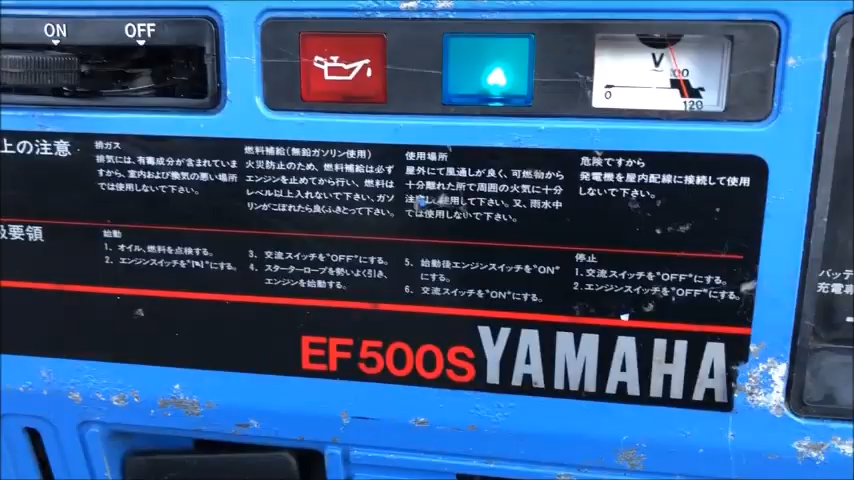 ON OFF
V
0 100 120
上の注意
排ガス
排気には、有毒成分が含まれていま
すから、室内および換気の悪い場所
では使用しないで下さい。
燃料補給(無鉛ガソリン使用)
火災防止のため、燃料補給は必ず
エンジンを止めてから行い、燃料は
レベル以上入れないで下さい。ガソ
リンがこぼれたら良くふきとって下さい。
使用場所
屋外にて風通しが良く、可燃物から
十分離れた所で周囲の火気に十分
注意し使用して下さい。又、雨水中
では使用しないで下さい。
危険ですから
発電機を屋内配線に接続して使用
しないで下さい。
扱要領
始動
1. オイル、燃料を点検する。
2. エンジンスイッチを"
"にする。
3. 交流スイッチを"OFF"にする。
4. スターターロープを勢いよく引き、
エンジンを始動する。
5. 始動後エンジンスイッチを"ON"
にする。
6. 交流スイッチを"ON"にする。
停止
1. 交流スイッチを"OFF"にする。
2. エンジンスイッチを"OFF"にする。
EF500S YAMAHA
バッテ
充電専